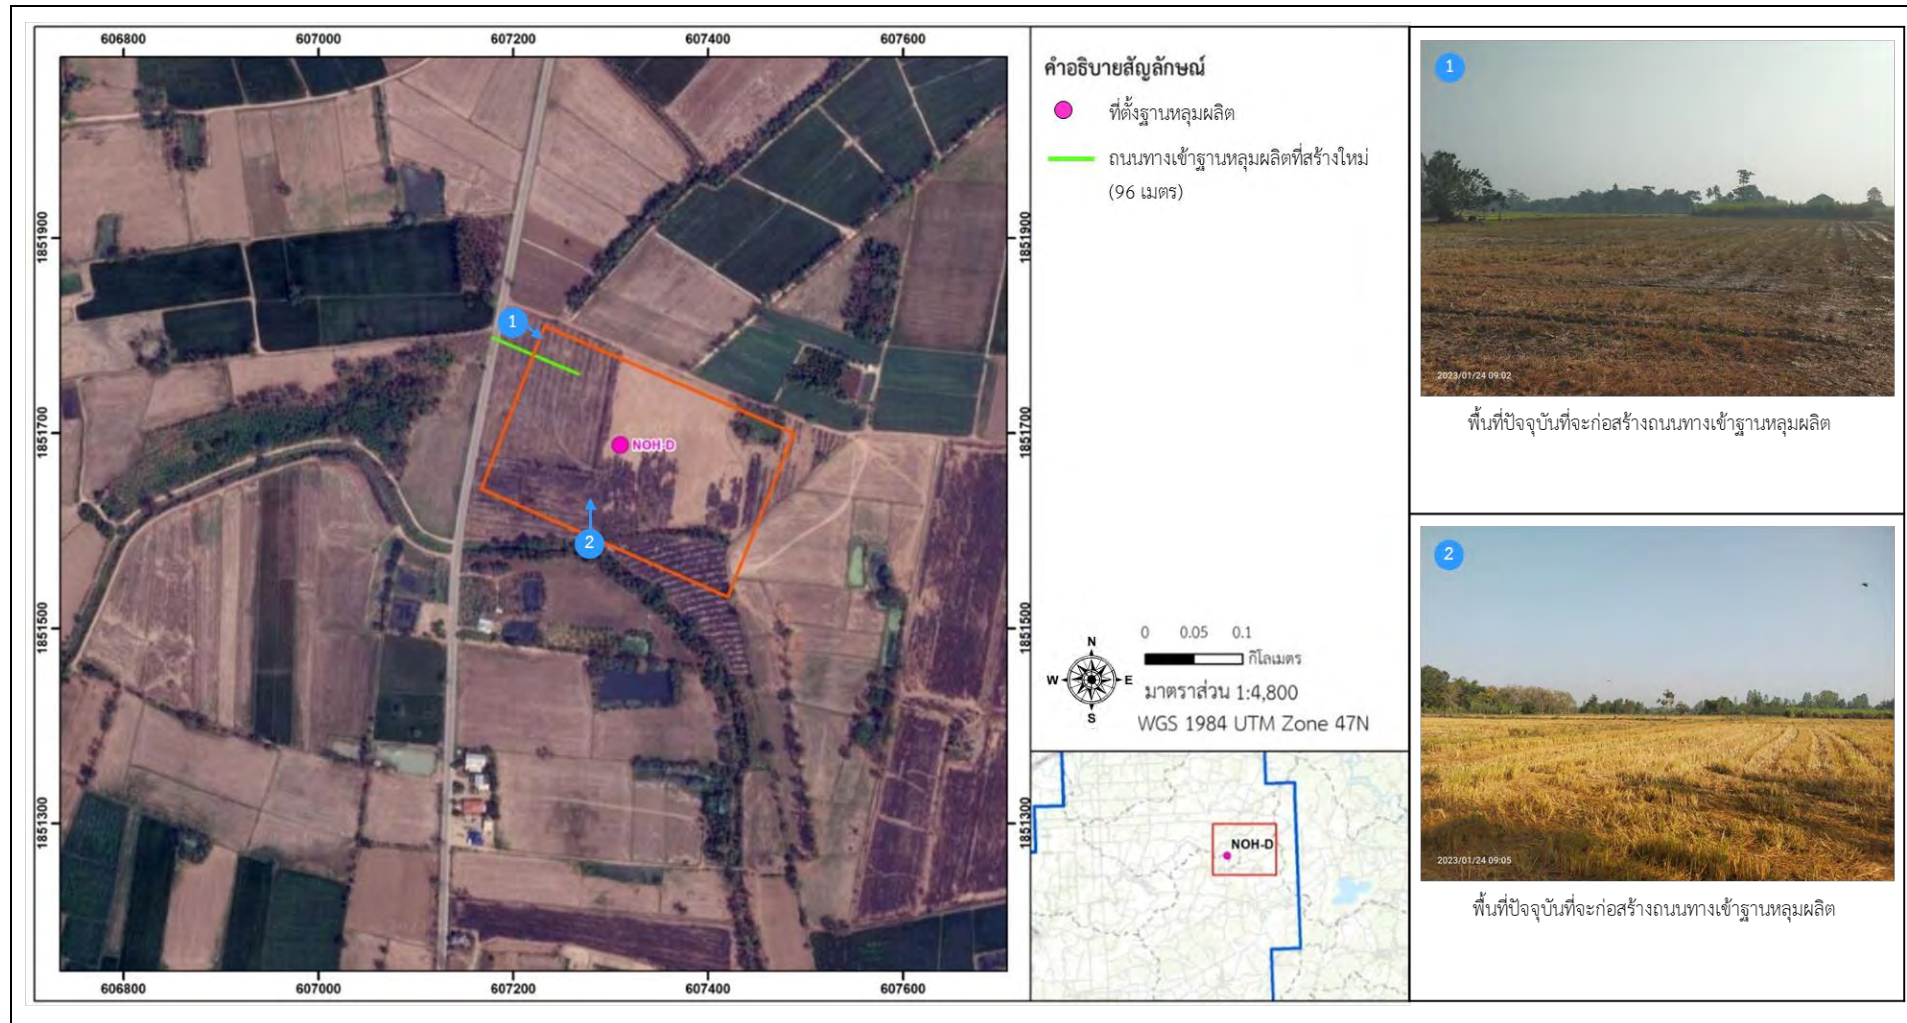 606800 607000 607200 607400 607600
1851900
1851700
1851500
1851300
1
NOH-D
2
1851900
1851700
1851500
1851300
606800 607000 607200 607400 607600
คำอธิบายสัญลักษณ์
ที่ตั้งฐานหลุมผลิต
ถนนทางเข้าฐานหลุมผลิตที่สร้างใหม่
(96 เมตร)
N
W E
S
0 0.05 0.1
กิโลเมตร
มาตราส่วน 1:4,800
WGS 1984 UTM Zone 47N
NOH-D
1
2023/01/24 09:02
พื้นที่ปัจจุบันที่จะก่อสร้างถนนทางเข้าฐานหลุมผลิต
2
2023/01/24 09:05
พื้นที่ปัจจุบันที่จะก่อสร้างถนนทางเข้าฐานหลุมผลิต